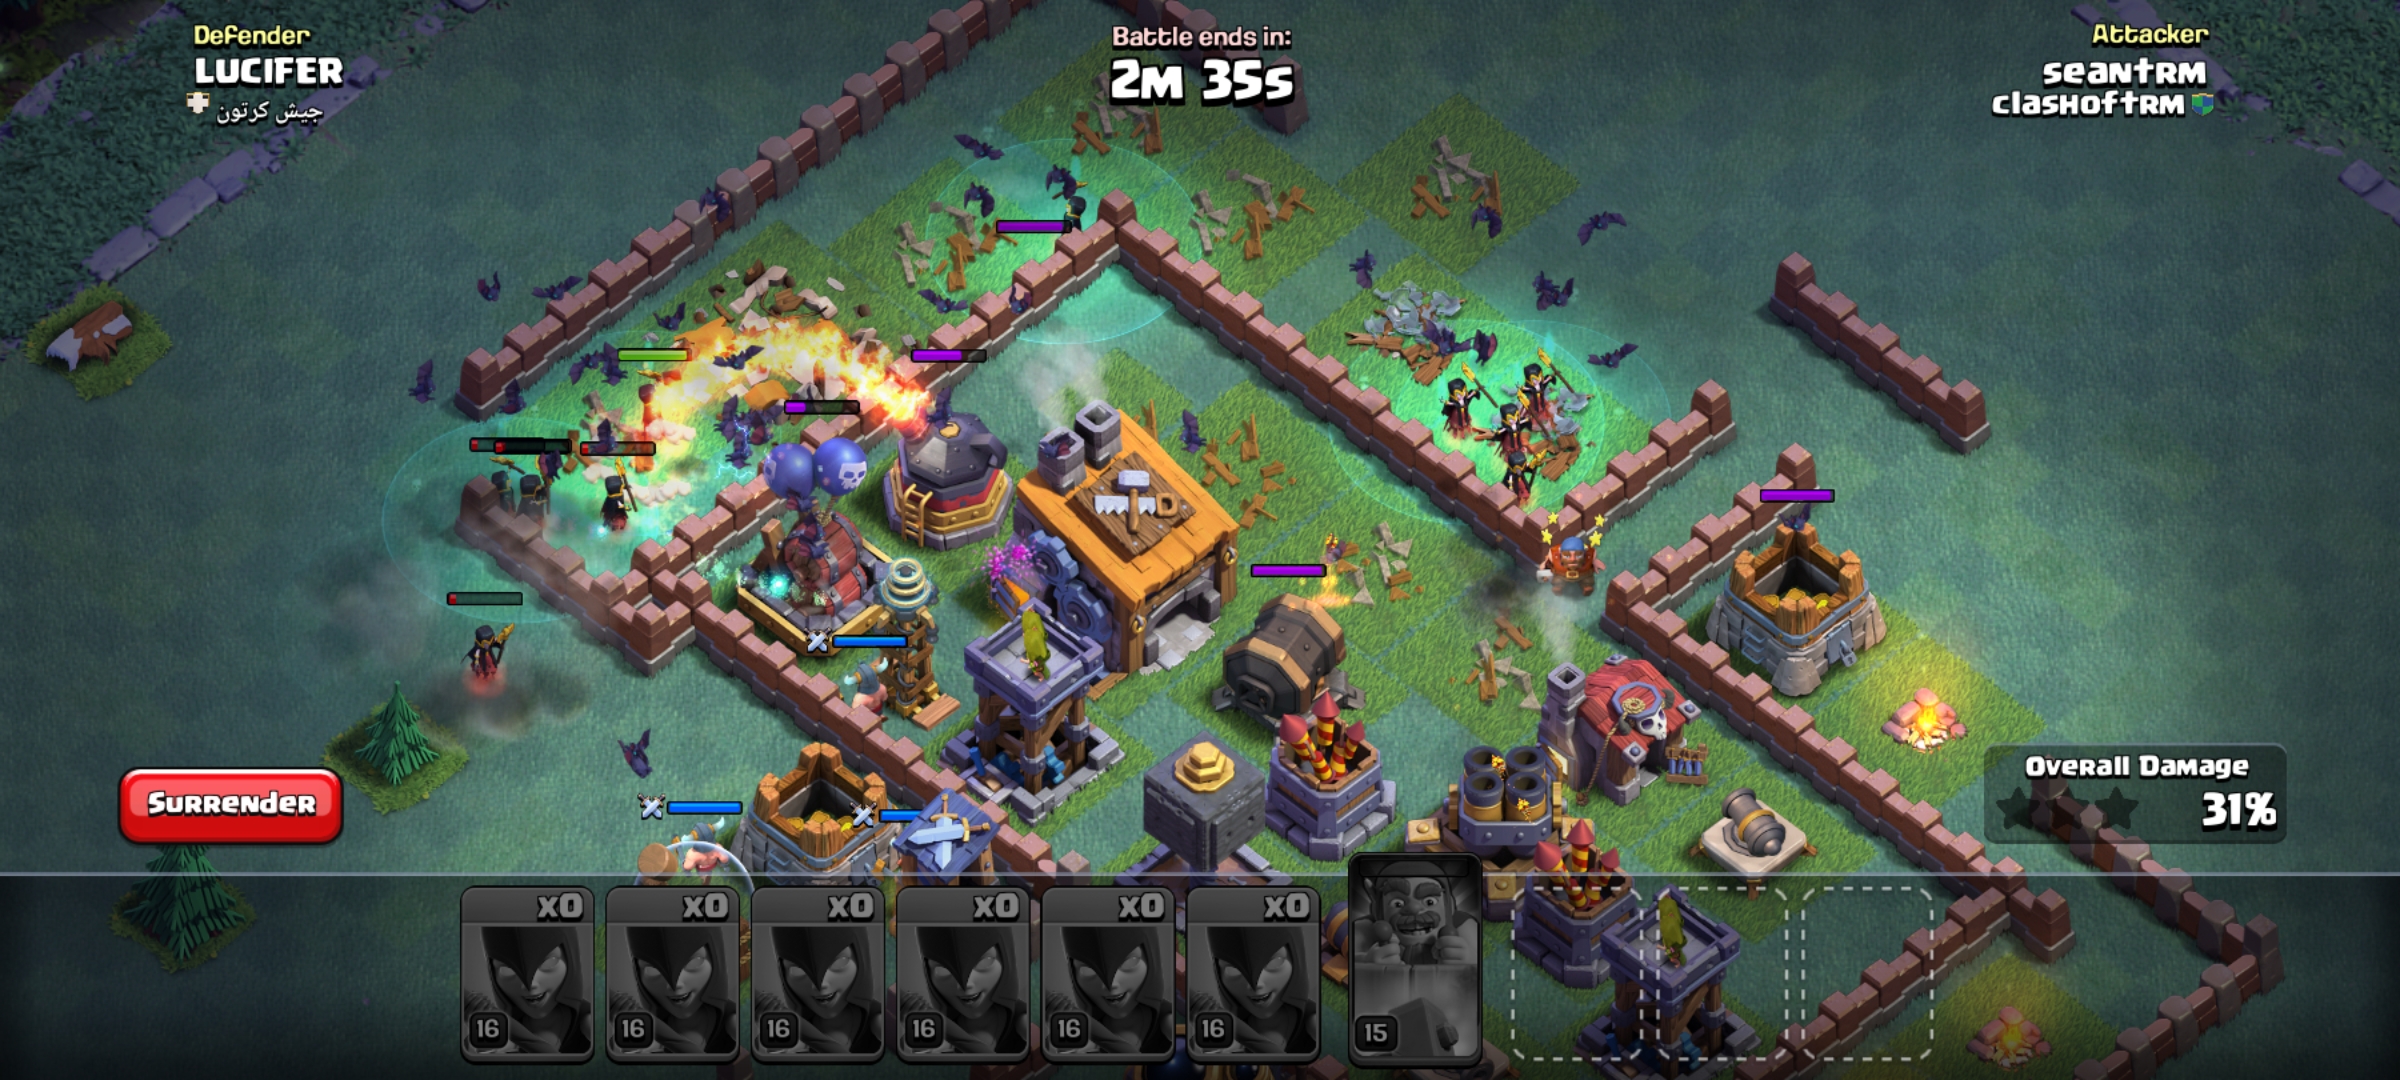 Defender
LUCIFER
جيش كرتون
Battle ends in:
2M 35s
Attacker
seantrm
clashoftrm
Surrender
Overall Damage
31%
x0 x0 x0 x0 x0 x0
16 16 16 16 16 16 15